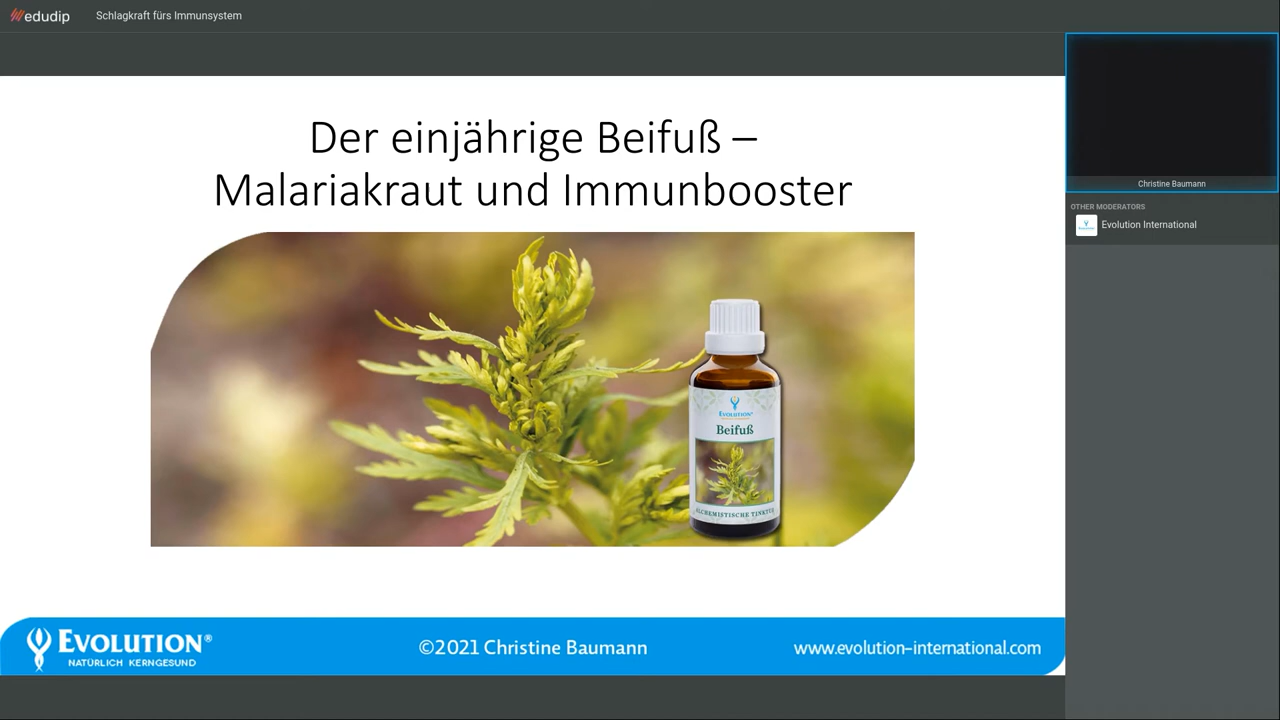 edudip
Schlagkraft fürs Immunsystem
Der einjährige Beifuß –
Malariakraut und Immunbooster
EVOLUTION®
Beifuß
ALCHEMISTISCHE TINKTUR
Christine Baumann
OTHER MODERATORS
Evolution International
EVOLUTION®
NATÜRLICH KERNGESUND
©2021 Christine Baumann
www.evolution-international.com